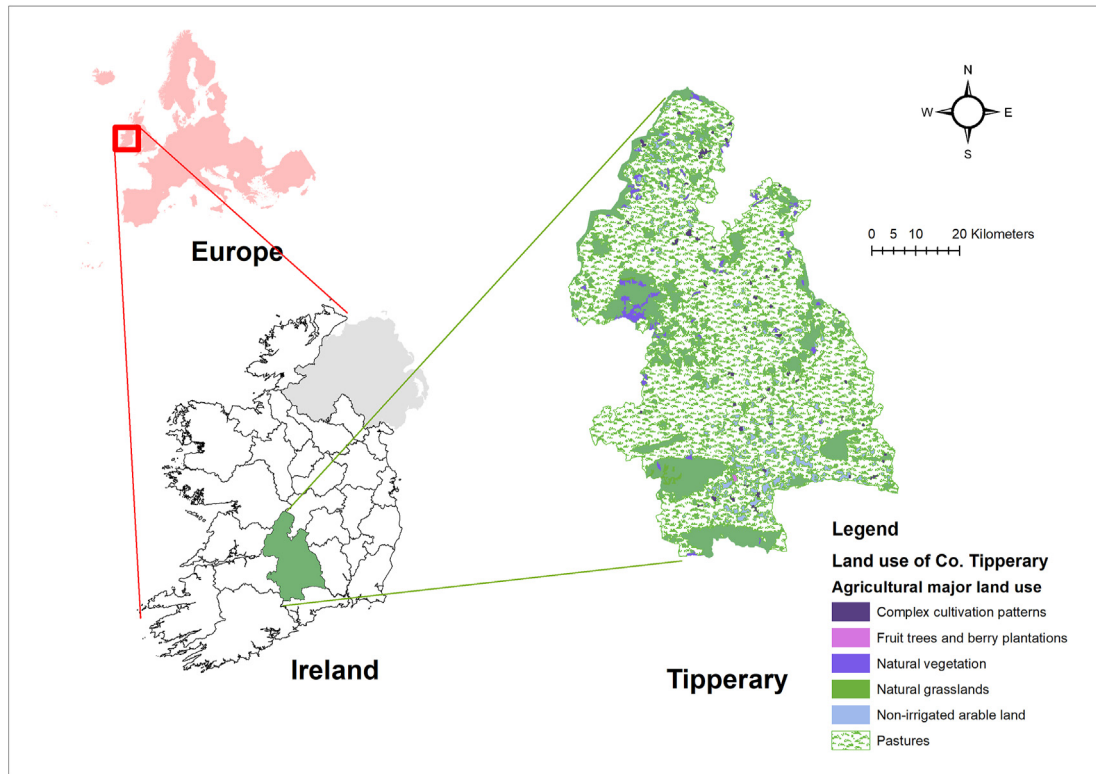 N
W E
S
0 5 10 20 Kilometers
Europe
Ireland
Tipperary
Legend
Land use of Co. Tipperary
Agricultural major land use
Complex cultivation patterns
Fruit trees and berry plantations
Natural vegetation
Natural grasslands
Non-irrigated arable land
Pastures